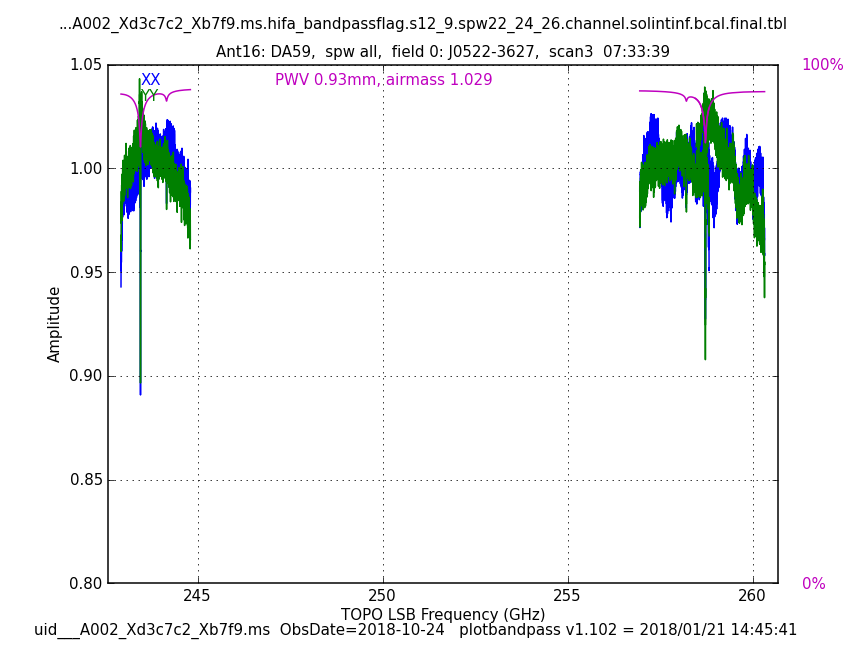 ...A002_Xd3c7c2_Xb7f9.ms.hifa_bandpassflag.s12_9.spw22_24_26.channel.solintinf.bcal.final.tbl
Ant16: DA59,  spw all,  field 0: J0522-3627,  scan3  07:33:39
1.05
100%
XX
PWV 0.93mm, airmass 1.029
YY
1.00
0.95
Amplitude
0.90
0.85
0.80
0%
245
250
255
260
TOPO LSB Frequency (GHz)
uid___A002_Xd3c7c2_Xb7f9.ms  ObsDate=2018-10-24   plotbandpass v1.102 = 2018/01/21 14:45:41